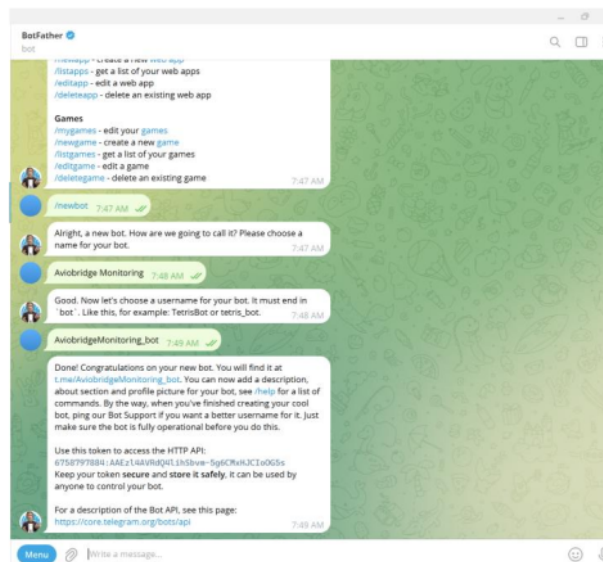 BotFather
bot
/newapp - create a new web app
/listapps - get a list of your web apps
/editapp - edit a web app
/deleteapp - delete an existing web app
Games
/mygames - edit your games
/newgame - create a new game
/listgames - get a list of your games
/editgame - edit a game
/deletegame - delete an existing game
7:47 AM
/newbot 7:47 AM
Alright, a new bot. How are we going to call it? Please choose a
name for your bot.
7:47 AM
Aviobridge Monitoring 7:48 AM
Good. Now let's choose a username for your bot. It must end in
`bot`. Like this, for example: TetrisBot or tetris_bot.
7:48 AM
AviobridgeMonitoring_bot 7:49 AM
Done! Congratulations on your new bot. You will find it at
t.me/AviobridgeMonitoring_bot. You can now add a description,
about section and profile picture for your bot, see /help for a list of
commands. By the way, when you've finished creating your cool
bot, ping our Bot Support if you want a better username for it. Just
make sure the bot is fully operational before you do this.
Use this token to access the HTTP API:
Keep your token secure and store it safely, it can be used by
anyone to control your bot.
For a description of the Bot API, see this page:
https://core.telegram.org/bots/api
7:49 AM
Menu
Write a message...